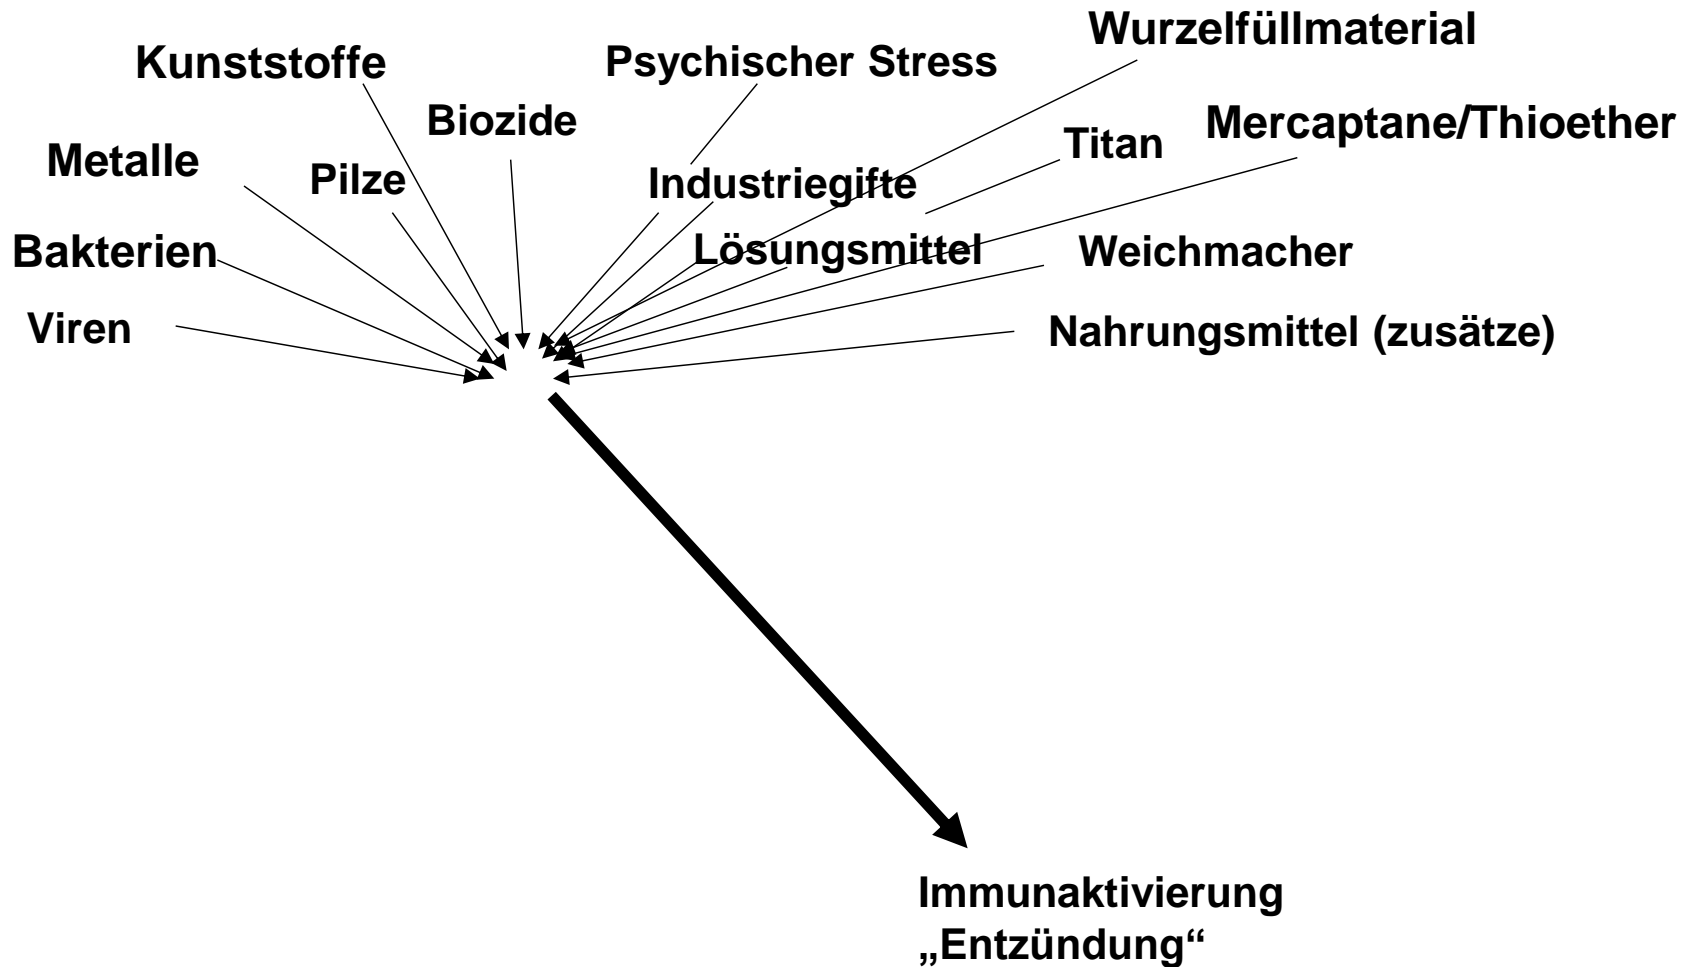 Wurzelfüllmaterial
Kunststoffe
Psychischer Stress
Biozide
Mercaptane/Thioether
Titan
Metalle
Pilze
Industriegifte
Bakterien
Lösungsmittel
Weichmacher
Viren
Nahrungsmittel (zusätze)
Immunaktivierung
„Entzündung“